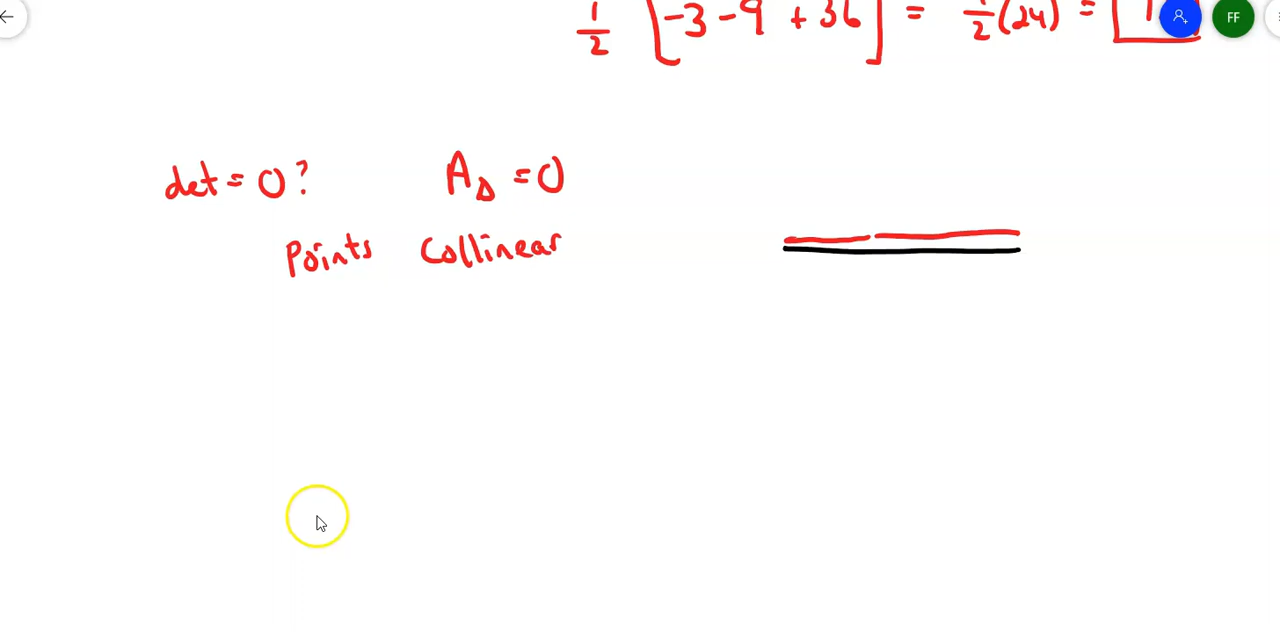 1/2 [-3 - 9 + 36] = 1/2 (24) =
FF
det = 0 ? A△ = 0
Points Collinear